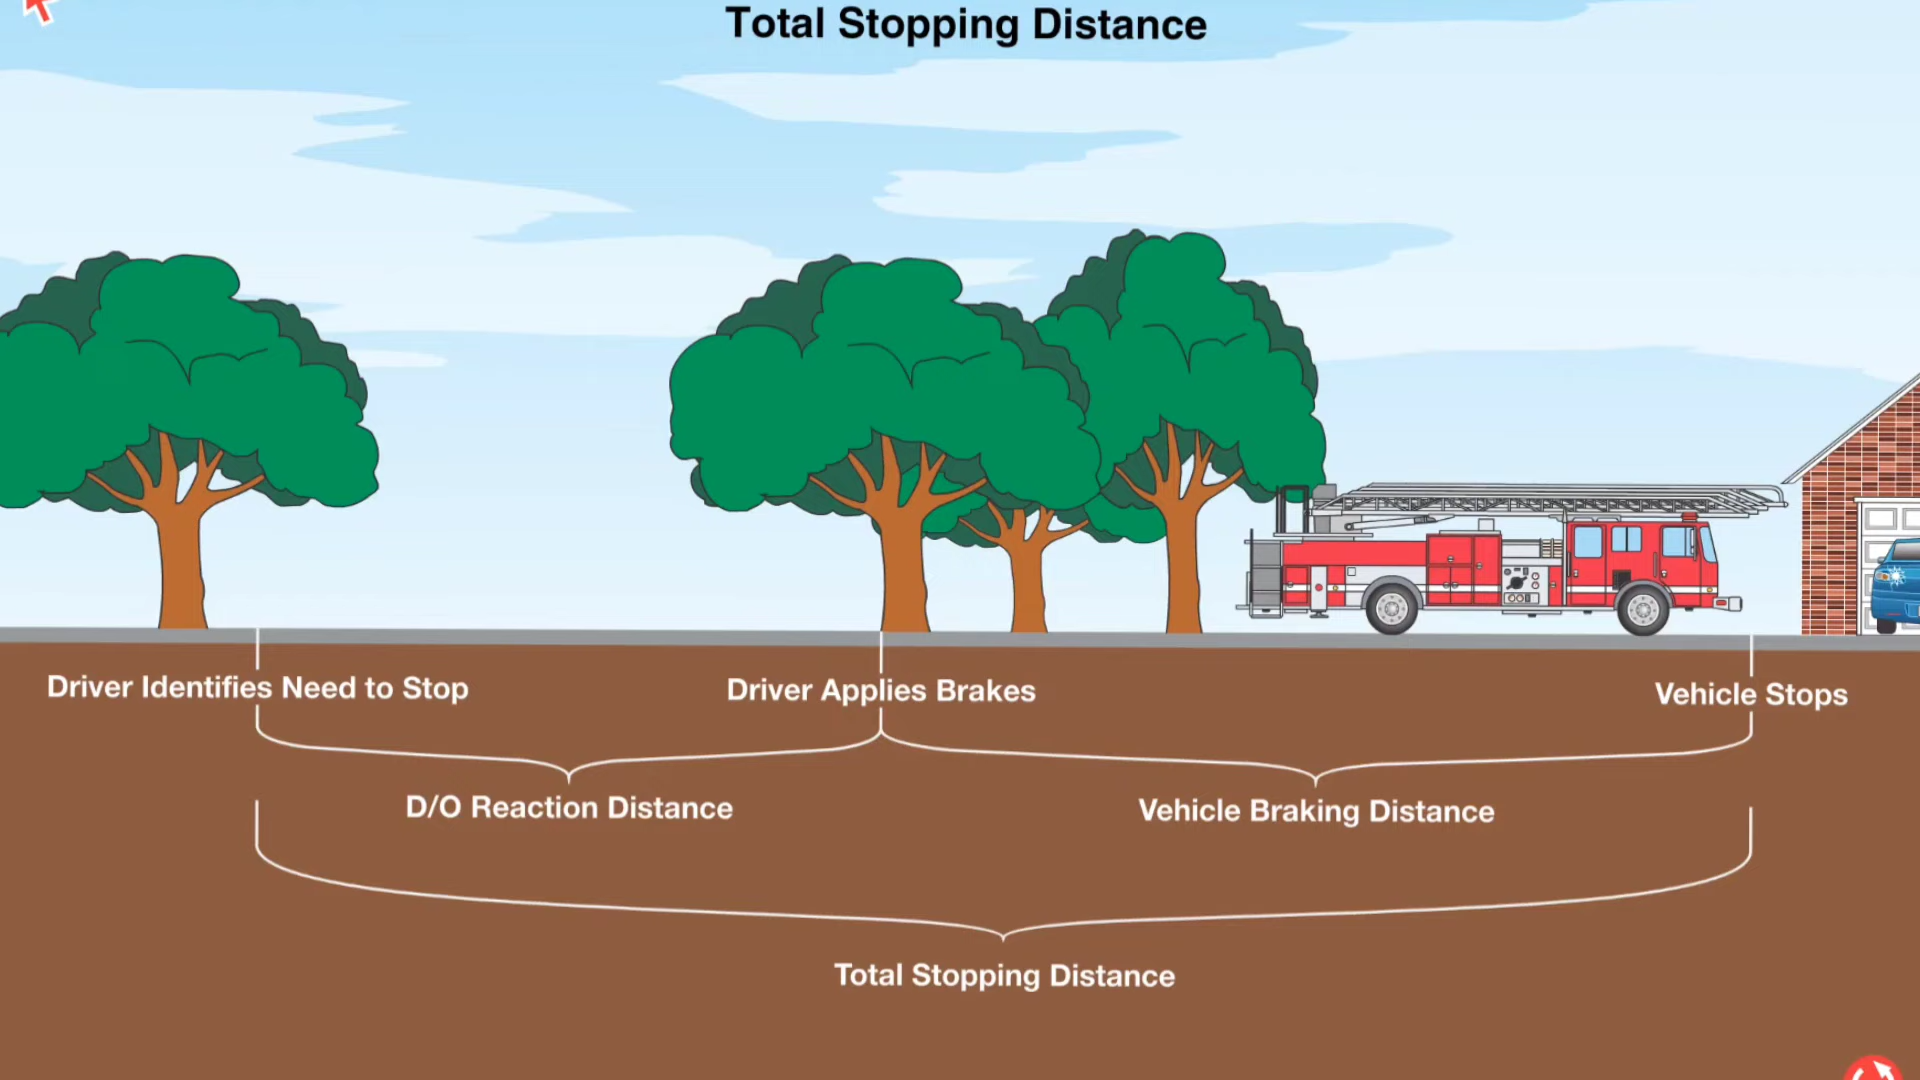 Total Stopping Distance
Driver Identifies Need to Stop
Driver Applies Brakes
Vehicle Stops
D/O Reaction Distance
Vehicle Braking Distance
Total Stopping Distance